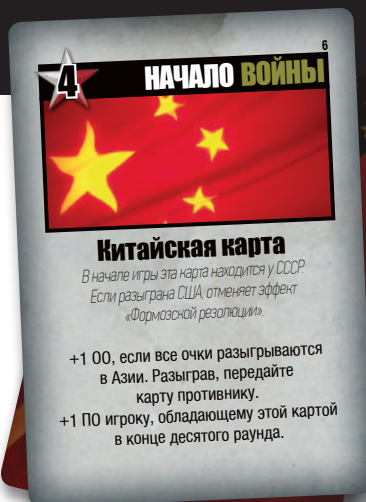 6
4
НАЧАЛО ВОЙНЫ
Китайская карта
В начале игры эта карта находится у СССР.
Если разыграна США, отменяет эффект
«Формозской резолюции».
+1 ОО, если все очки разыгрываются
в Азии. Разыграв, передайте
карту противнику.
+1 ПО игроку, обладающему этой картой
в конце десятого раунда.